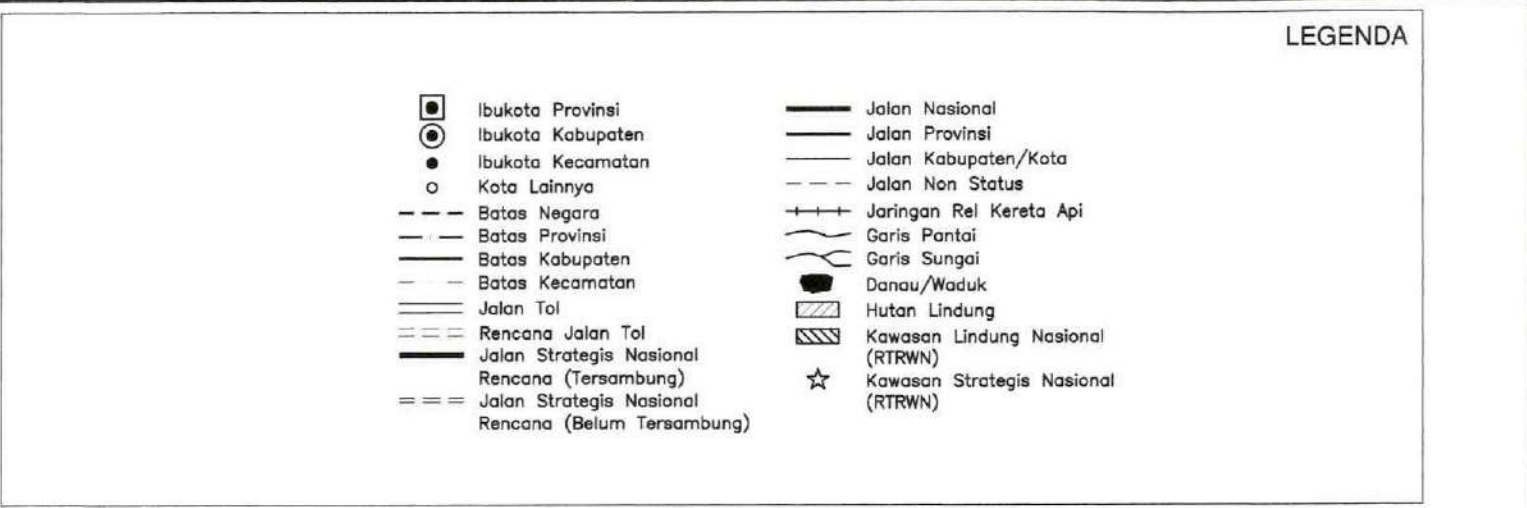 LEGENDA
Ibukota Provinsi
Ibukota Kabupaten
Ibukota Kecamatan
Kota Lainnya
Batas Negara
Batas Provinsi
Batas Kabupaten
Batas Kecamatan
Jalan Tol
Rencana Jalan Tol
Jalan Strategis Nasional
Rencana (Tersambung)
Jalan Strategis Nasional
Rencana (Belum Tersambung)
Jalan Nasional
Jalan Provinsi
Jalan Kabupaten/Kota
Jalan Non Status
Jaringan Rel Kereta Api
Garis Pantai
Garis Sungai
Danau/Waduk
Hutan Lindung
Kawasan Lindung Nasional
(RTRWN)
Kawasan Strategis Nasional
(RTRWN)